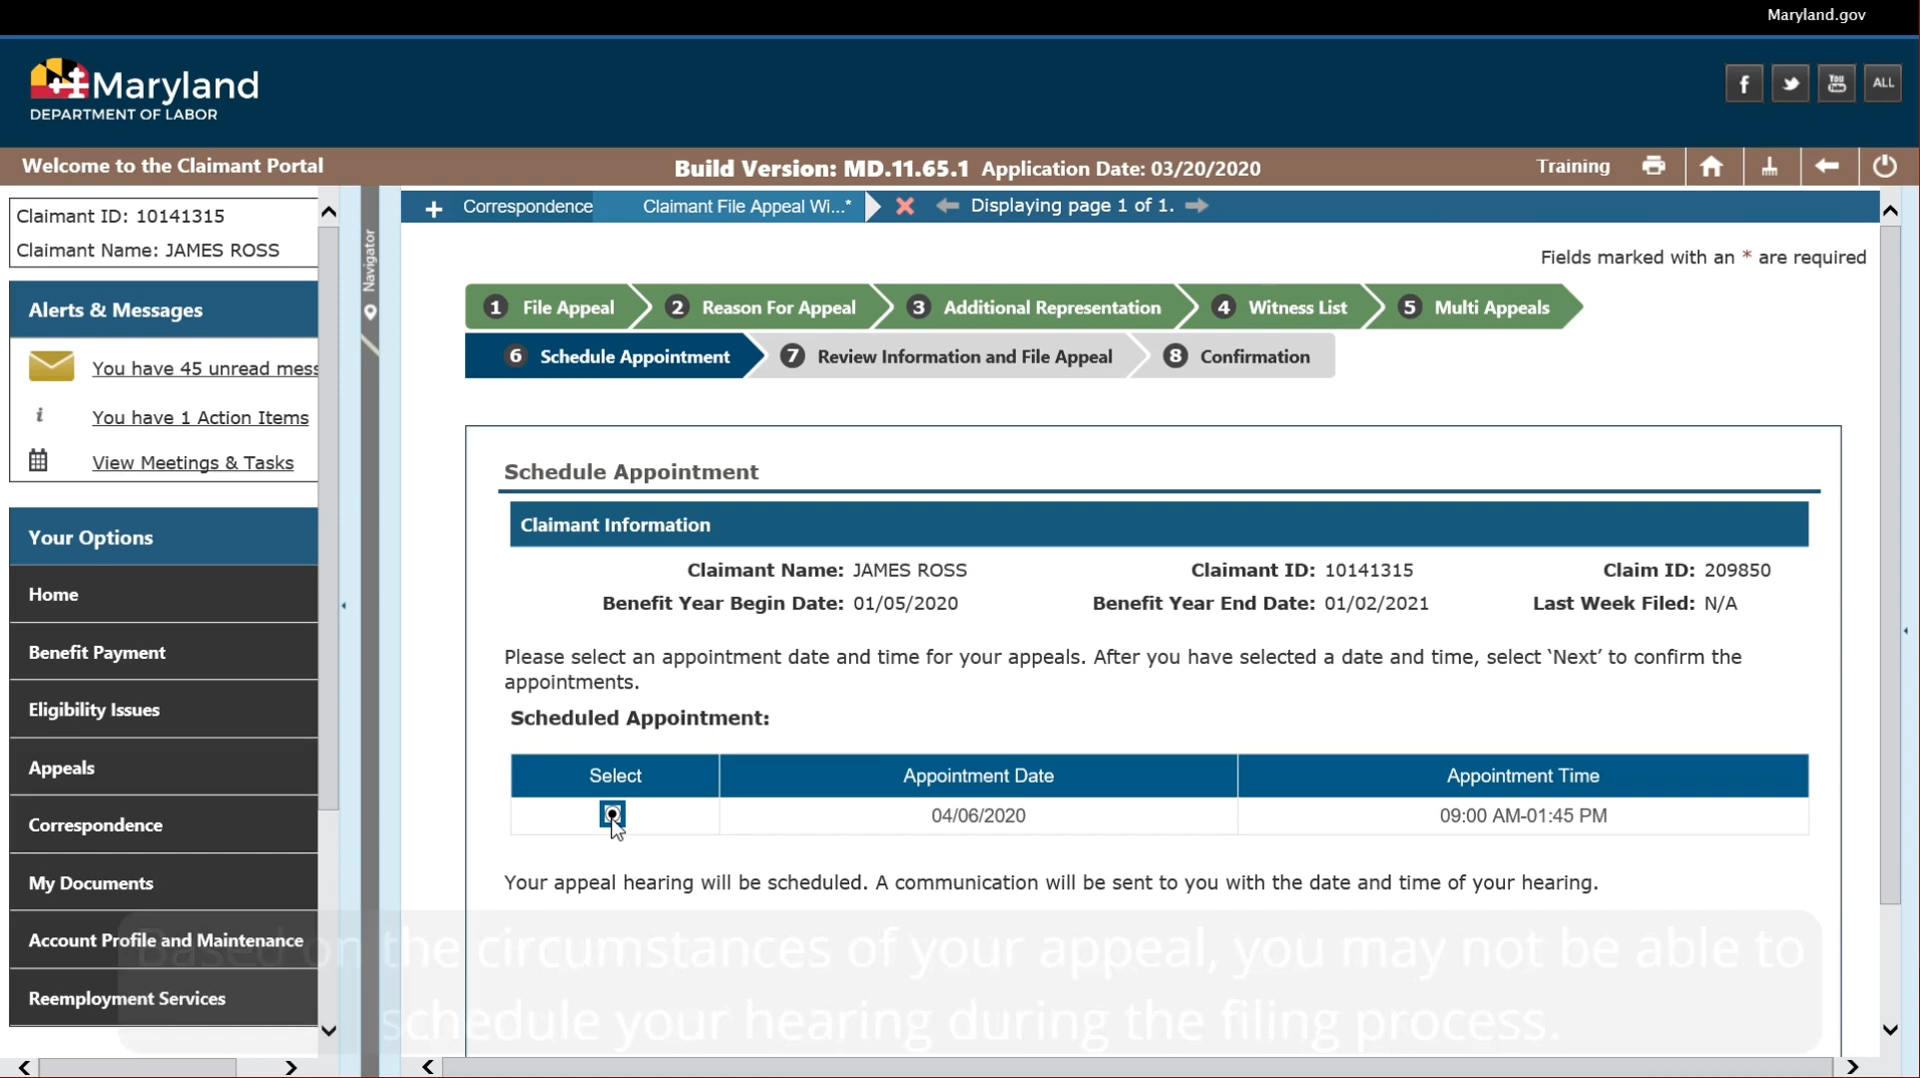 Maryland.gov
Maryland
DEPARTMENT OF LABOR
f
You
ALL
Welcome to the Claimant Portal
Build Version: MD.11.65.1 Application Date: 03/20/2020
Training
Claimant ID: 10141315
Claimant Name: JAMES ROSS
Alerts & Messages
You have 45 unread mess
i You have 1 Action Items
View Meetings & Tasks
Your Options
Home
Benefit Payment
Eligibility Issues
Appeals
Correspondence
My Documents
Account Profile and Maintenance
Reemployment Services
Navigator
+ Correspondence
Claimant File Appeal Wi...*
Displaying page 1 of 1.
Fields marked with an * are required
1 File Appeal
2 Reason For Appeal
3 Additional Representation
4 Witness List
5 Multi Appeals
6 Schedule Appointment
7 Review Information and File Appeal
8 Confirmation
Schedule Appointment
Claimant Information
Claimant Name: JAMES ROSS
Claimant ID: 10141315
Claim ID: 209850
Benefit Year Begin Date: 01/05/2020
Benefit Year End Date: 01/02/2021
Last Week Filed: N/A
Please select an appointment date and time for your appeals. After you have selected a date and time, select ‘Next’ to confirm the
appointments.
Scheduled Appointment:
Select
Appointment Date
Appointment Time
04/06/2020
09:00 AM-01:45 PM
Your appeal hearing will be scheduled. A communication will be sent to you with the date and time of your hearing.
Based on the circumstances of your appeal, you may not be able to
schedule your hearing during the filing process.